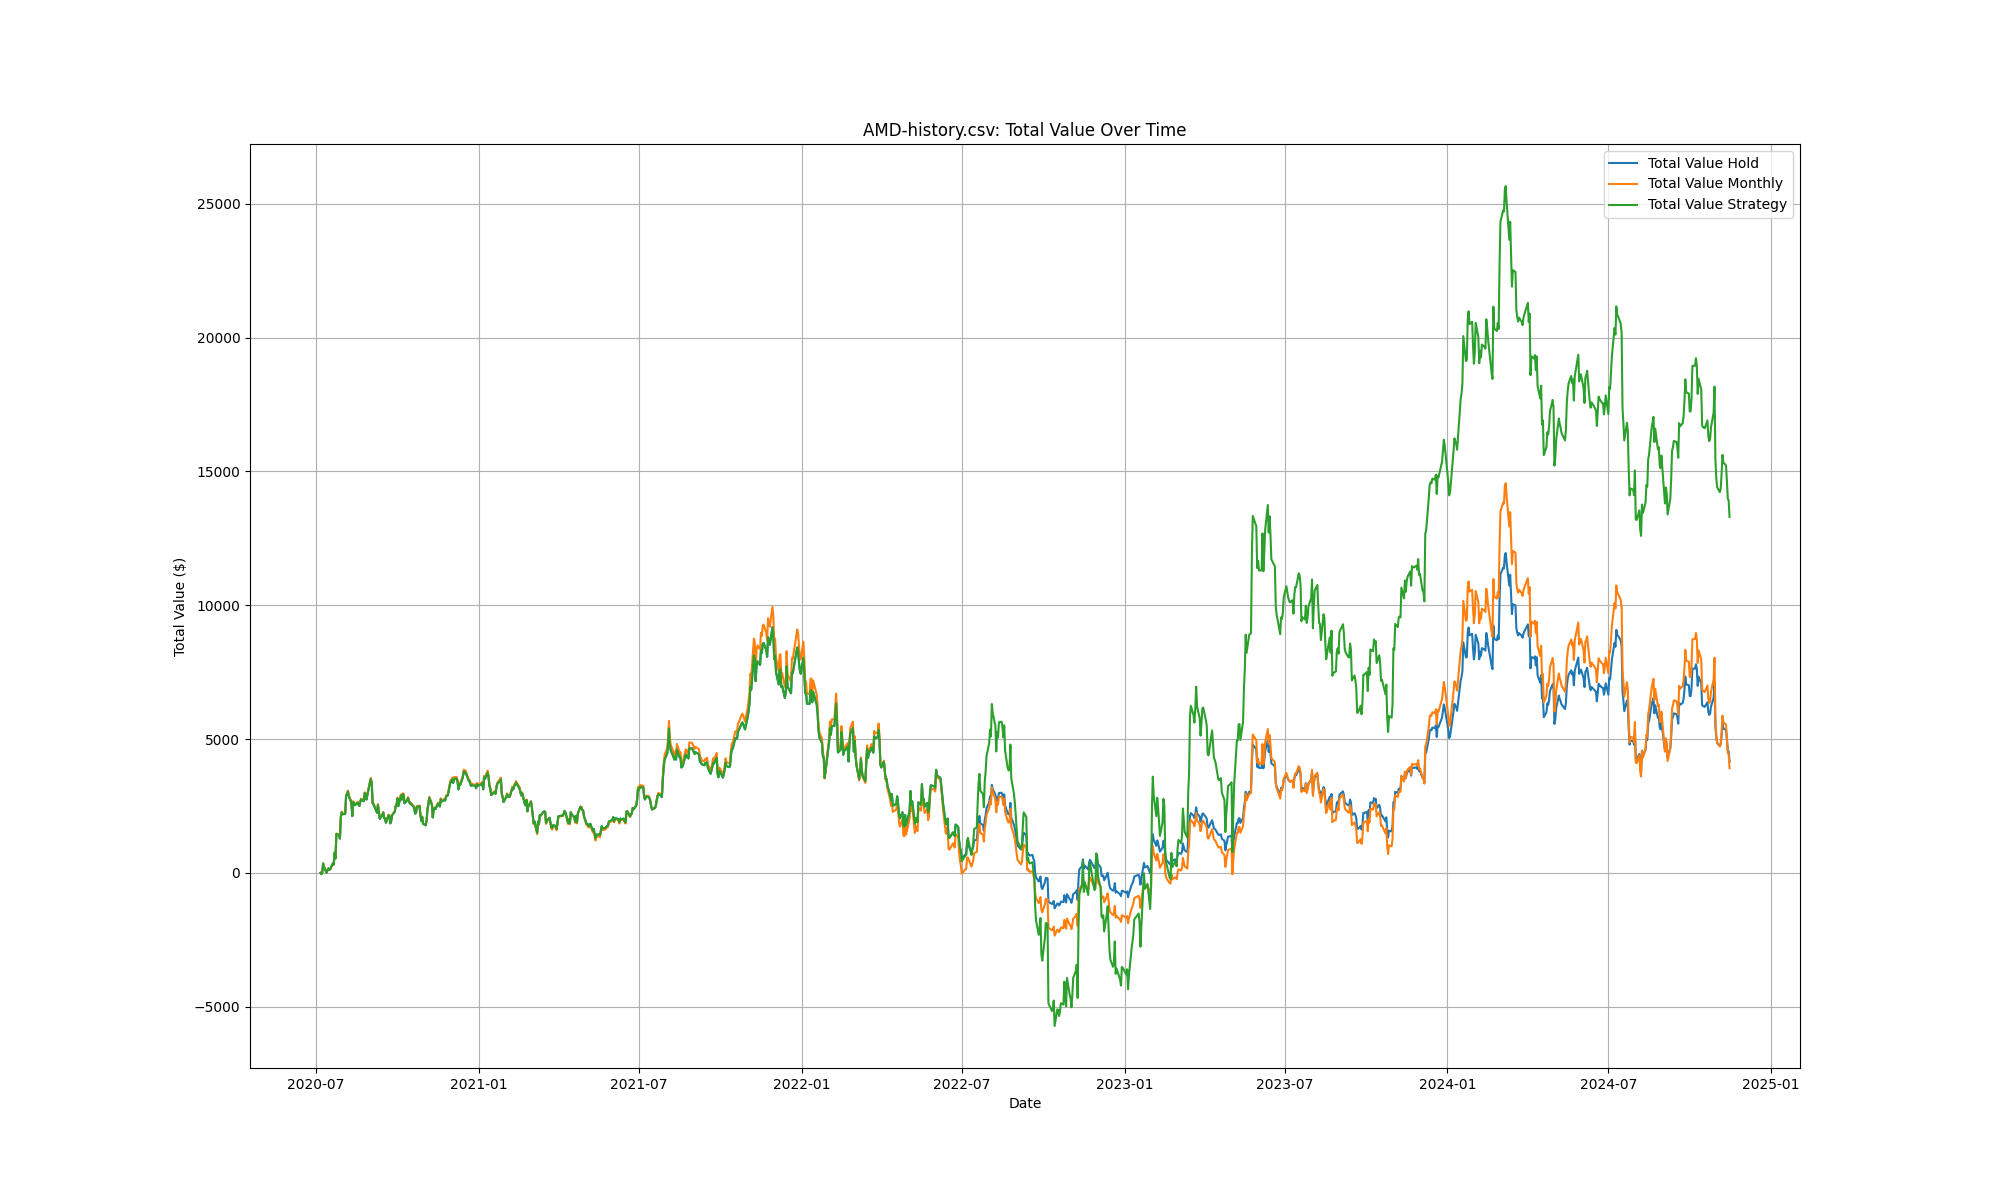 AMD-history.csv: Total Value Over Time
Total Value Hold
Total Value Monthly
Total Value Strategy
25000
20000
15000
10000
5000
0
−5000
Total Value ($)
2020-07
2021-01
2021-07
2022-01
2022-07
2023-01
2023-07
2024-01
2024-07
2025-01
Date